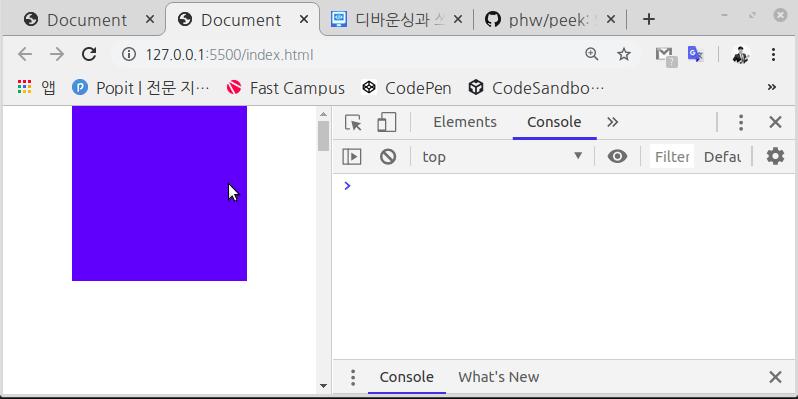 Document
Document
디바운싱과 쓰
phw/peek:
127.0.0.1:5500/index.html
앱
Popit | 전문 지…
Fast Campus
CodePen
CodeSandbo…
»
Elements
Console
»
top
Filter
Defau
>
Console
What's New